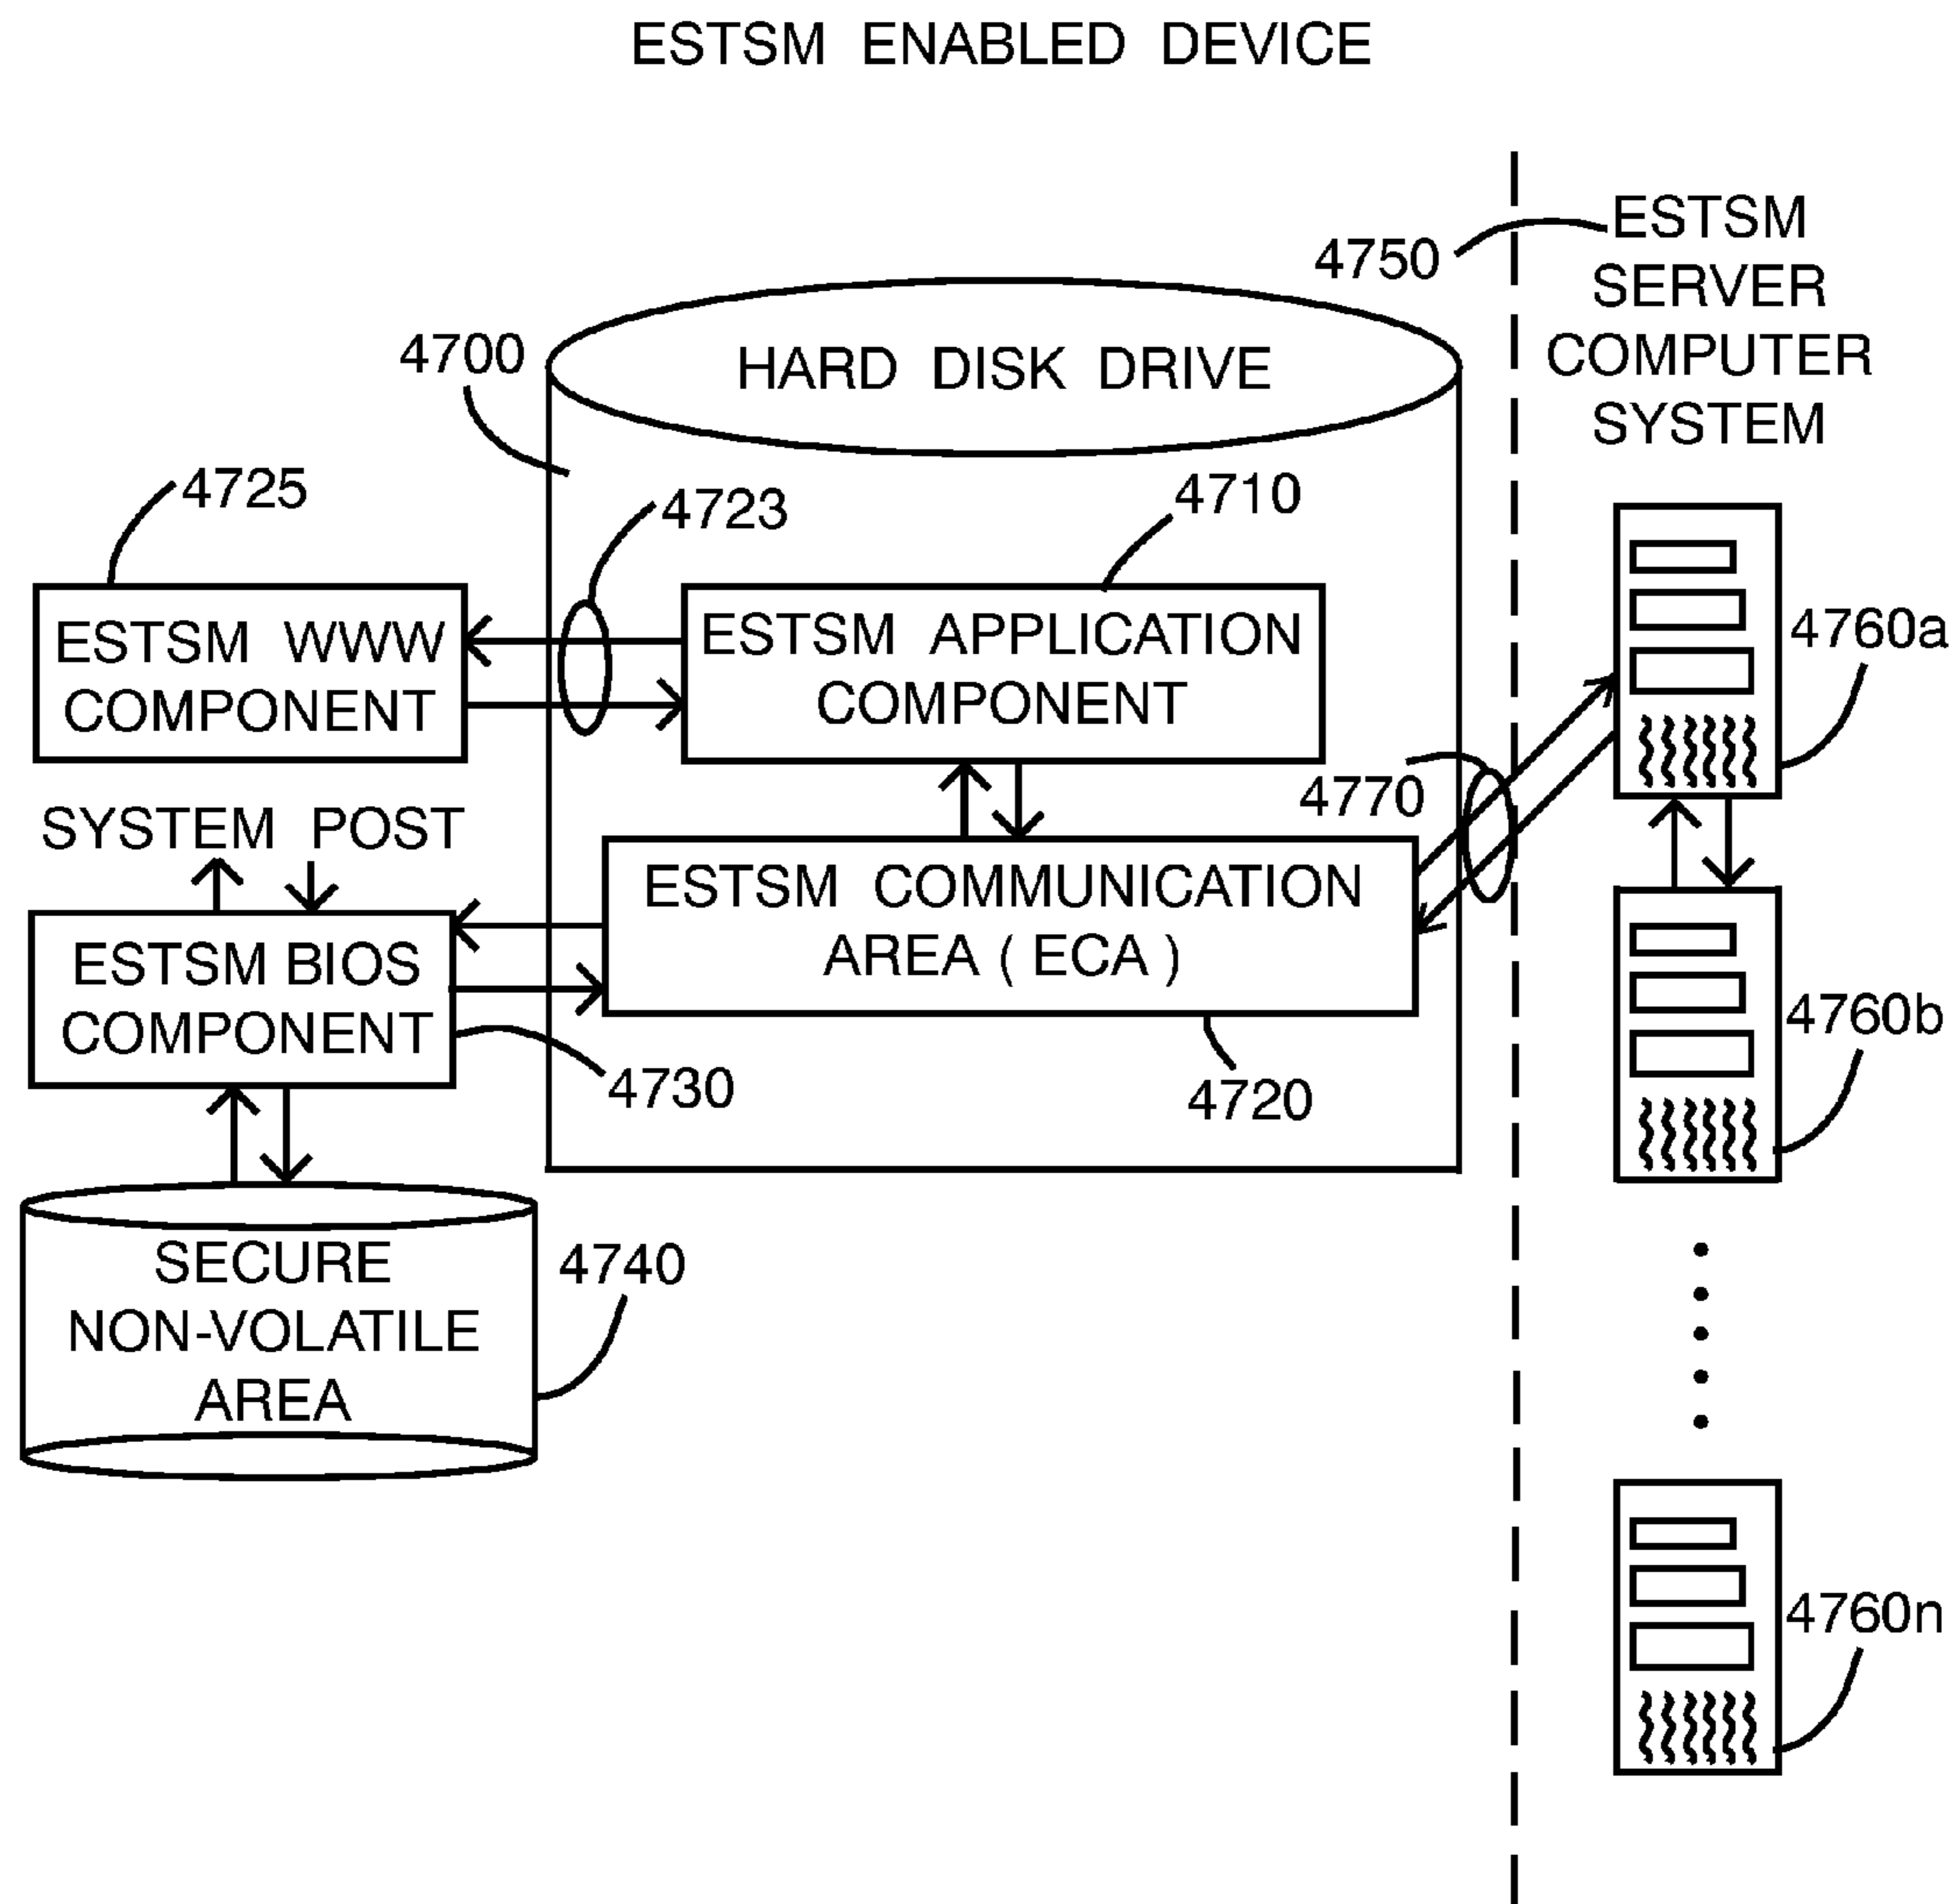 ESTSM ENABLED DEVICE
4750
ESTSM
SERVER
COMPUTER
SYSTEM
4700
HARD DISK DRIVE
4725
4723
4710
ESTSM WWW
COMPONENT
ESTSM APPLICATION
COMPONENT
4760a
4770
SYSTEM POST
ESTSM COMMUNICATION
AREA ( ECA )
ESTSM BIOS
COMPONENT
4760b
4730
4720
SECURE
NON-VOLATILE
AREA
4740
4760n